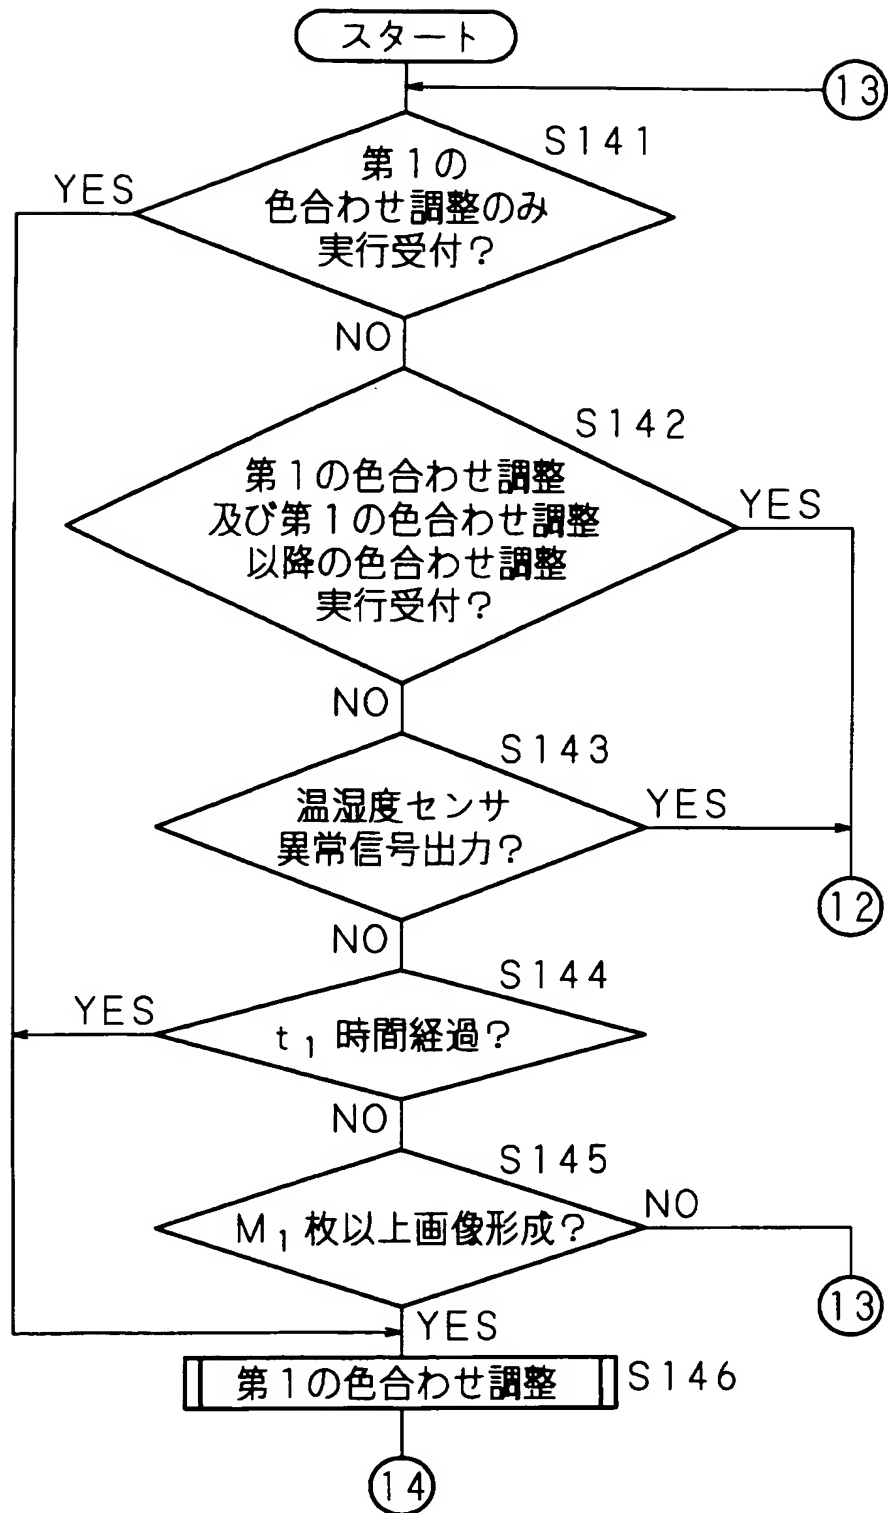 スタート
13
S141
第1の
色合わせ調整のみ
実行受付?
YES
NO
S142
第1の色合わせ調整
及び第1の色合わせ調整
以降の色合わせ調整
実行受付?
YES
NO
S143
温湿度センサ
異常信号出力?
YES
12
NO
S144
t₁ 時間経過?
YES
NO
S145
M₁ 枚以上画像形成?
NO
13
YES
第1の色合わせ調整
S146
14